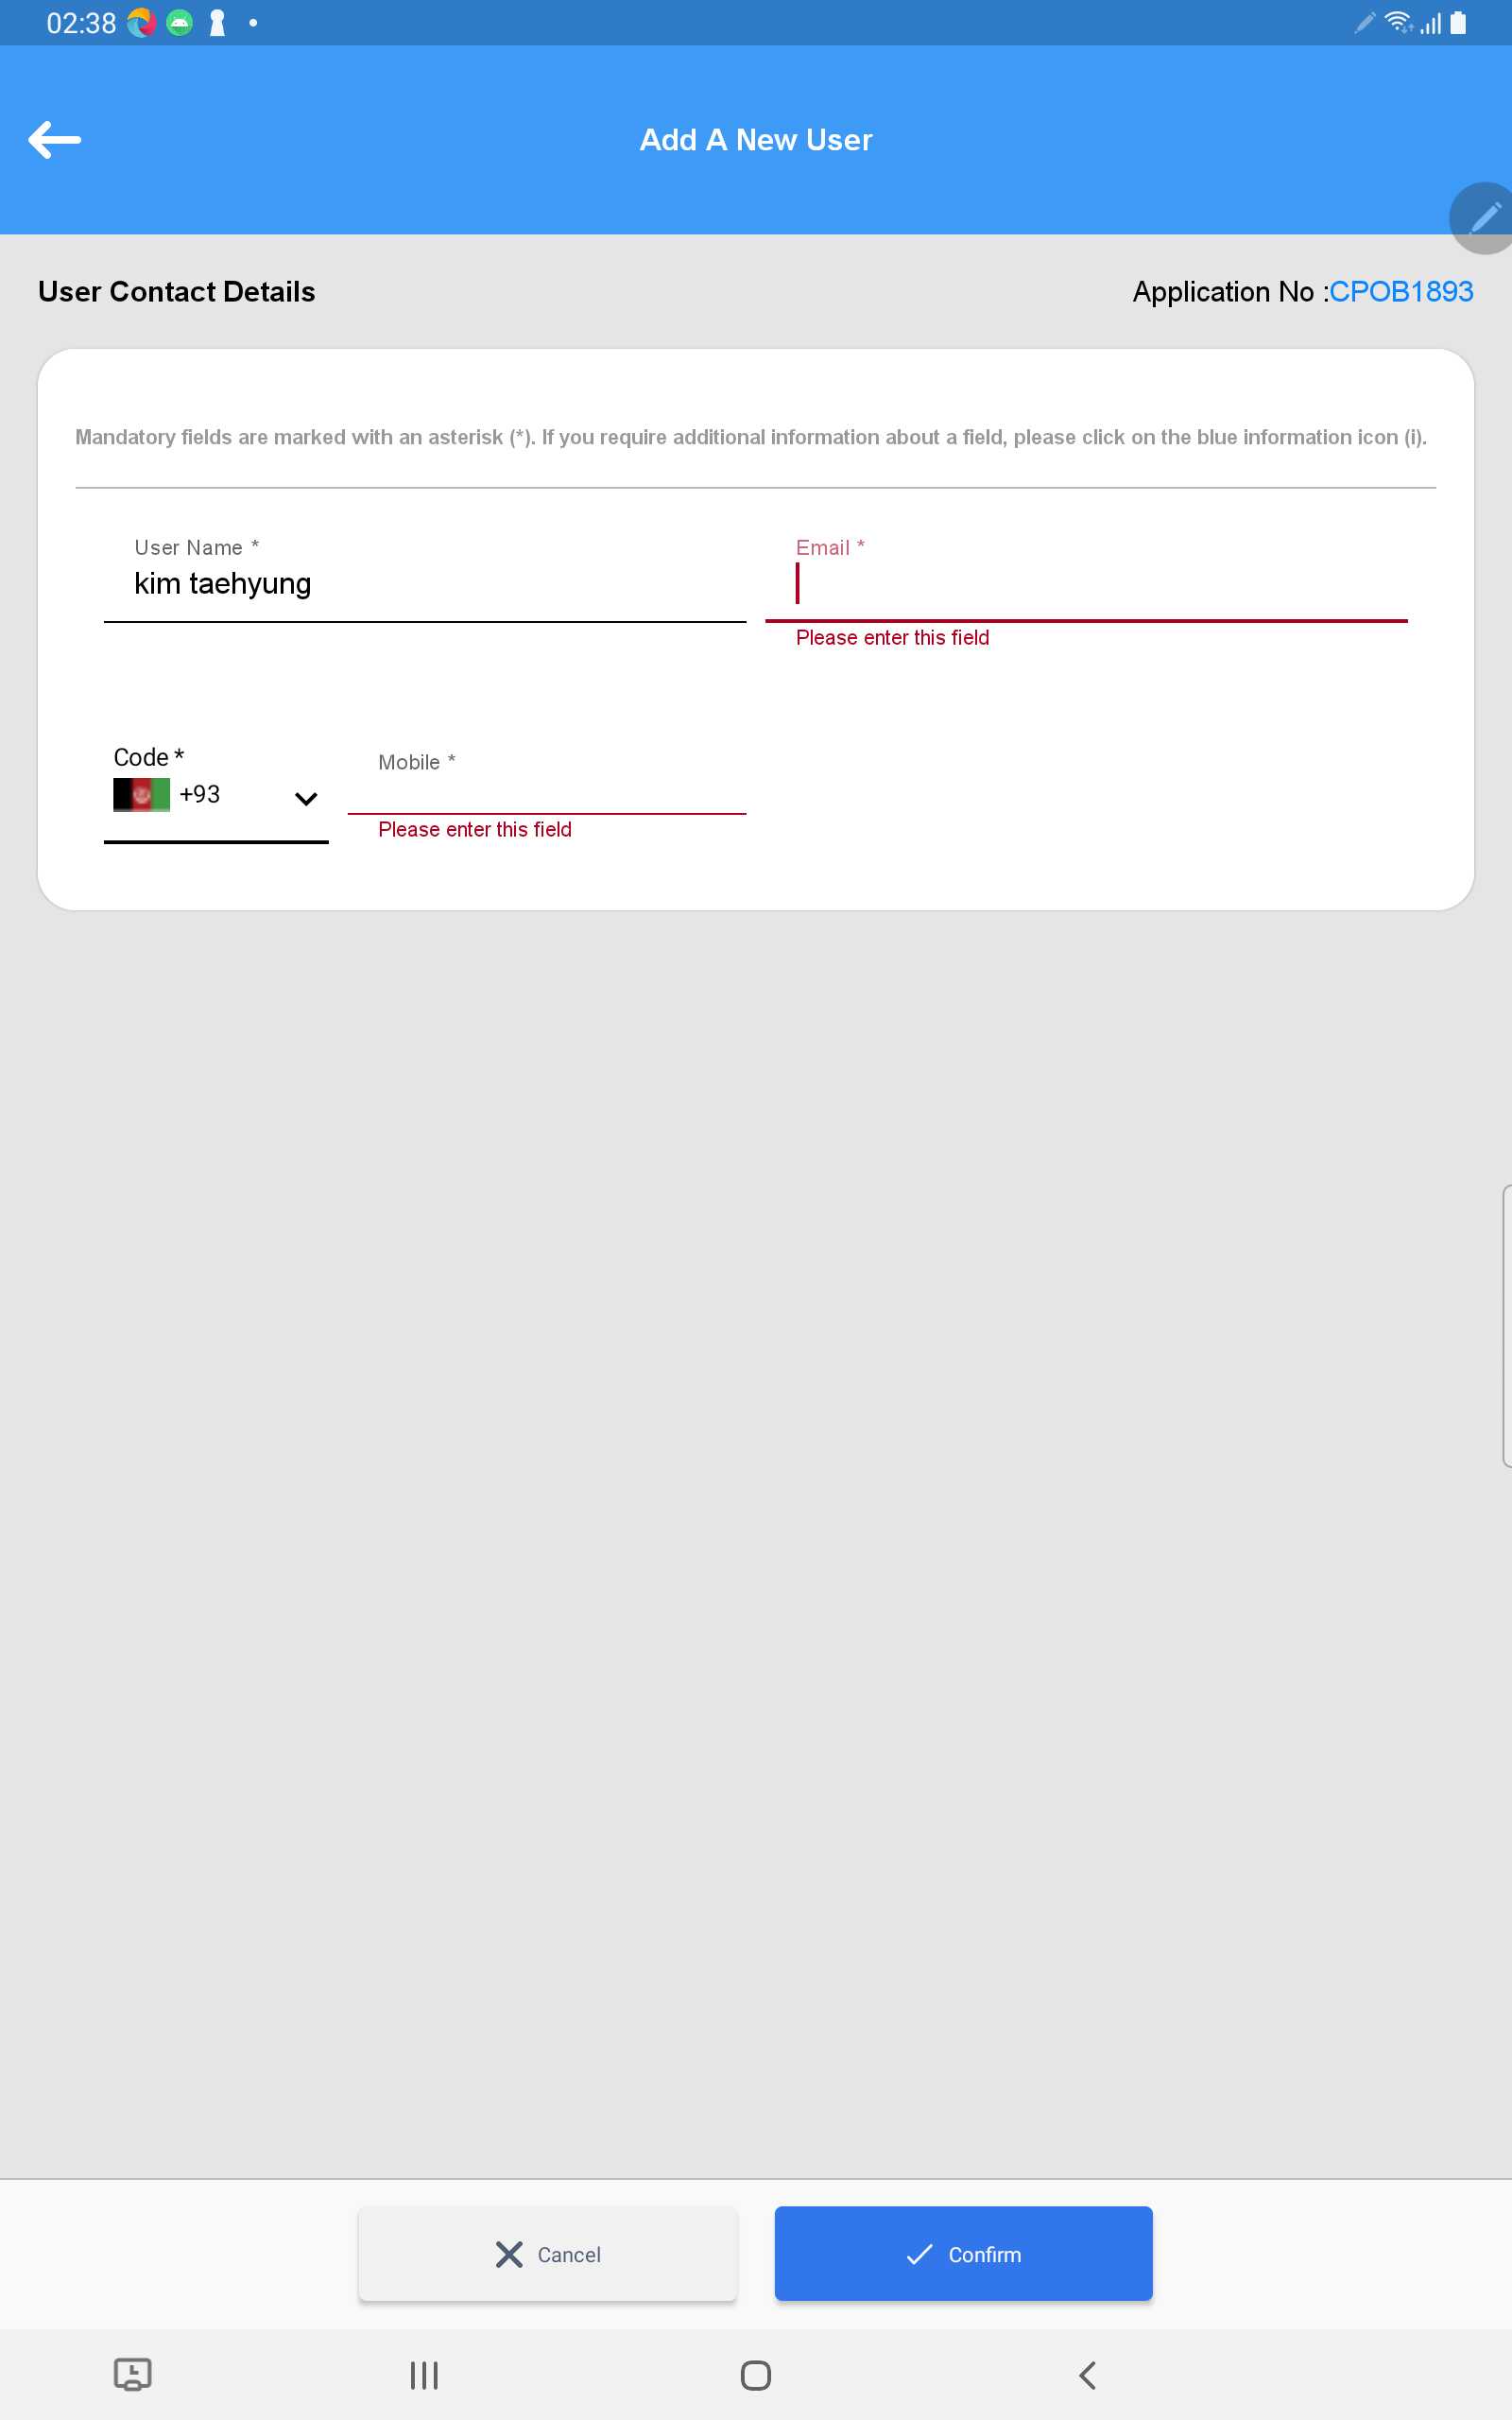 02:38
Add A New User
User Contact Details
Application No :CPOB1893
Mandatory fields are marked with an asterisk (*). If you require additional information about a field, please click on the blue information icon (i).
User Name *
kim taehyung
Email *
Please enter this field
Code *
+93
Mobile *
Please enter this field
Cancel
Confirm